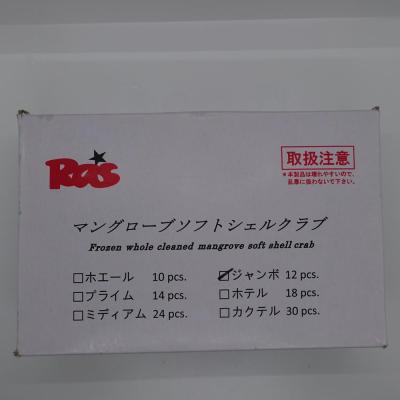 Ros
取扱注意
*本製品は壊れやすいので、
乱暴に扱わないで下さい。
マングローブソフトシェルクラブ
Frozen whole cleaned mangrove soft shell crab
□ホエール 10 pcs.
☑ジャンボ 12 pcs.
□プライム 14 pcs.
□ホテル 18 pcs.
□ミディアム 24 pcs.
□カクテル 30 pcs.